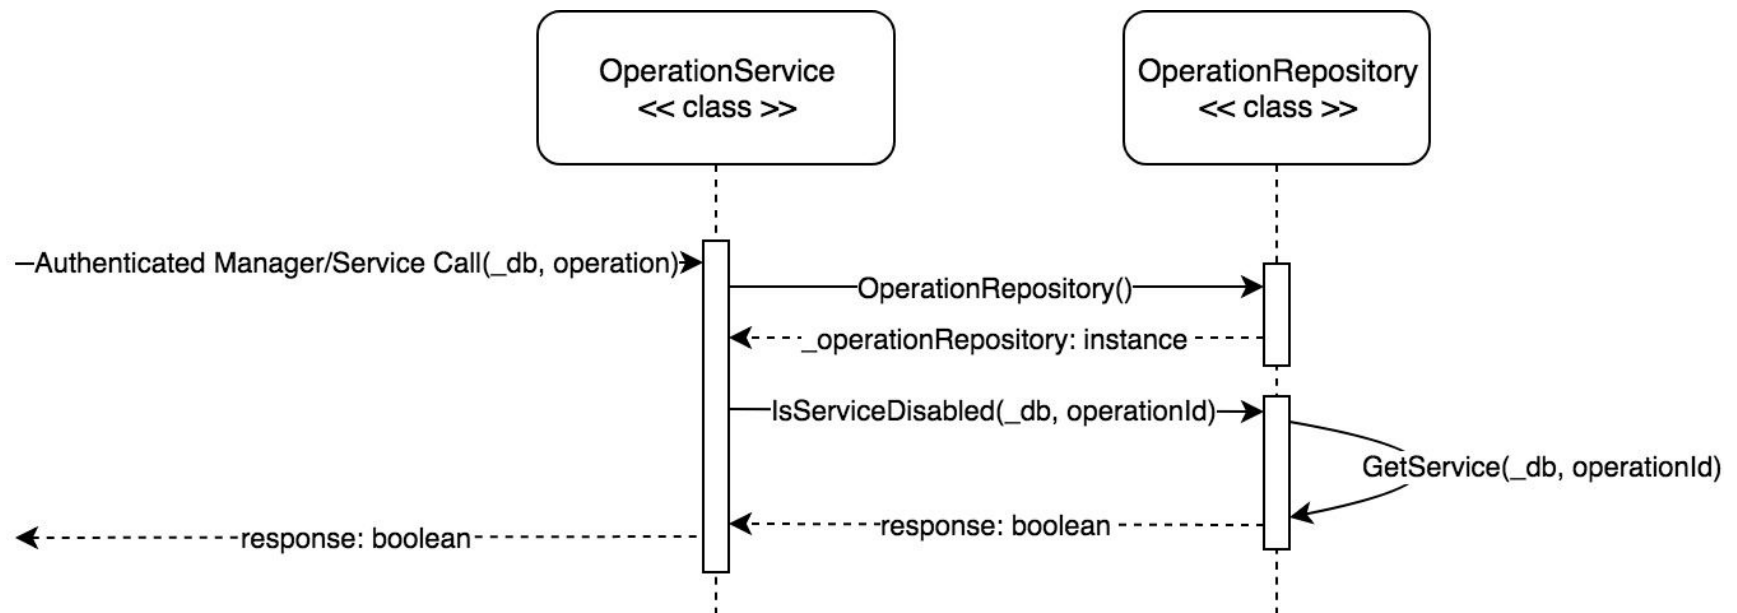 OperationService
<< class >>
OperationRepository
<< class >>
Authenticated Manager/Service Call(_db, operation)
OperationRepository()
_operationRepository: instance
IsServiceDisabled(_db, operationId)
GetService(_db, operationId)
response: boolean
response: boolean